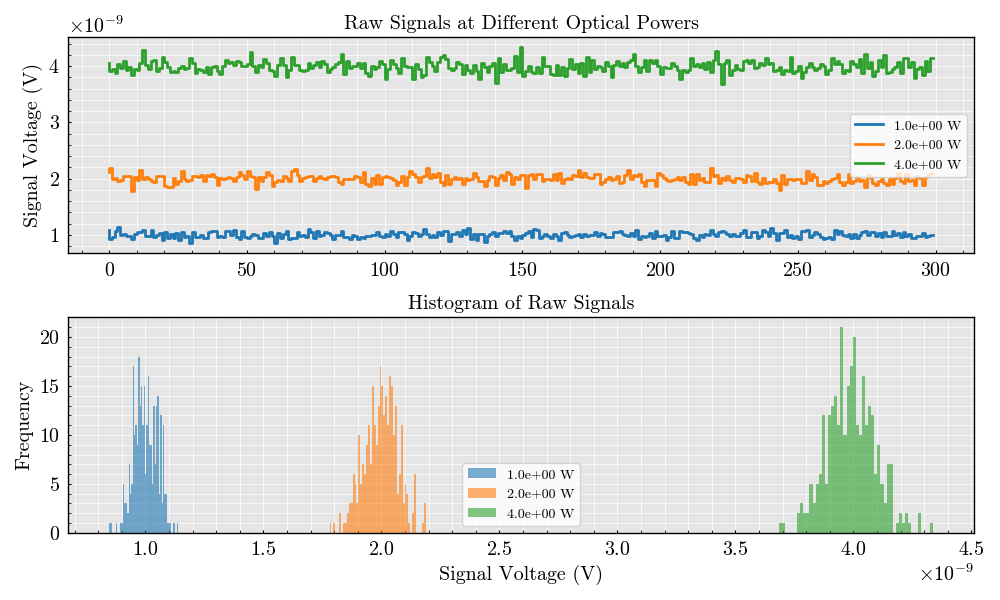 Raw Signals at Different Optical Powers
×10⁻⁹
Signal Voltage (V)
4
3
2
1
1.0e+00 W
2.0e+00 W
4.0e+00 W
0 50 100 150 200 250 300
Histogram of Raw Signals
Frequency
20
15
10
5
0
1.0e+00 W
2.0e+00 W
4.0e+00 W
1.0 1.5 2.0 2.5 3.0 3.5 4.0 4.5
Signal Voltage (V)
×10⁻⁹